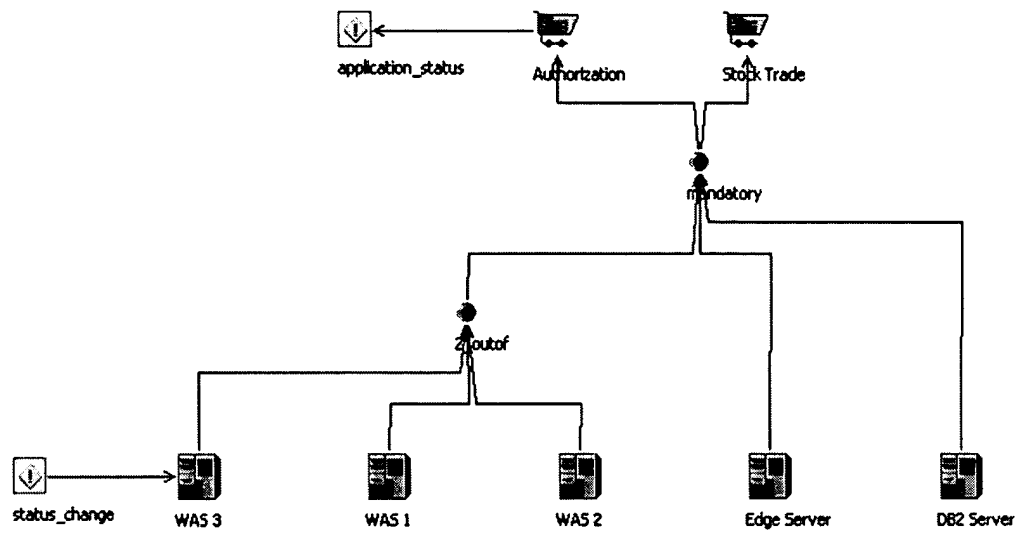 application_status
Authorization
Stock Trade
mandatory
2_outof
status_change
WAS 3
WAS 1
WAS 2
Edge Server
DB2 Server